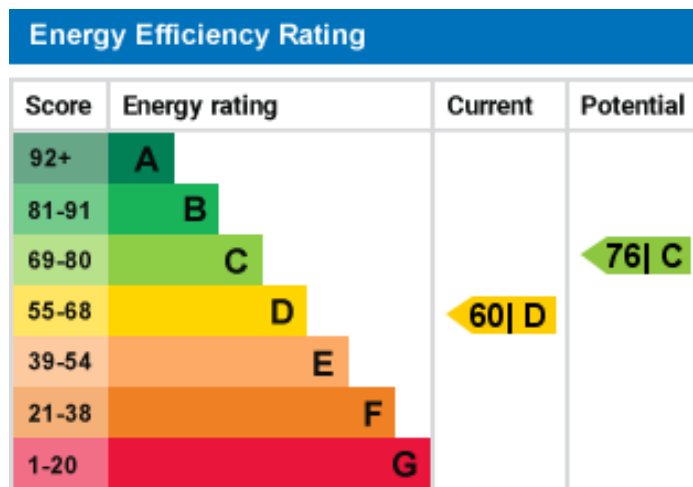 Energy Efficiency Rating
Score Energy rating Current Potential
92+ A
81-91 B
69-80 C 76| C
55-68 D 60| D
39-54 E
21-38 F
1-20 G